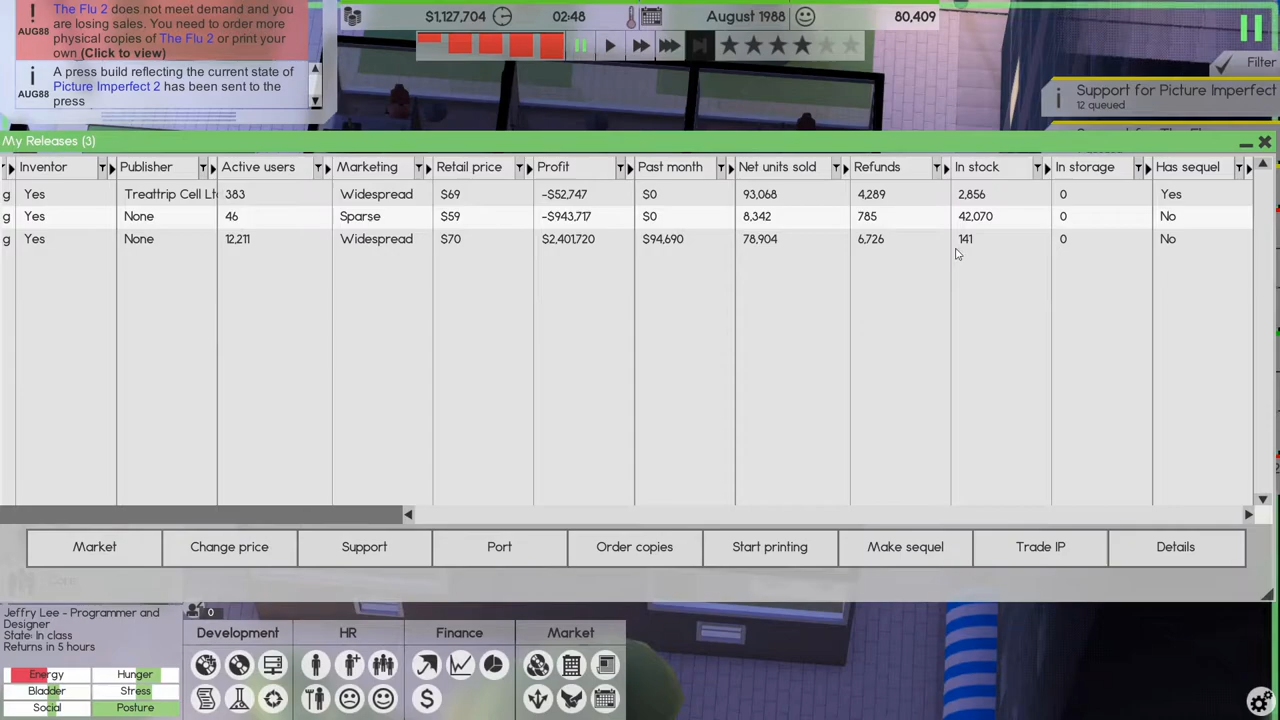 The Flu 2 does not meet demand and you
AUG88 are losing sales. You need to order more
physical copies of The Flu 2 or print your
own (Click to view)
A press build reflecting the current state of
AUG88 Picture Imperfect 2 has been sent to the
press
$1,127,704 02:48 August 1988 80,409
Filter
Support for Picture Imperfect
12 queued
My Releases (3)
Inventor Publisher Active users Marketing Retail price Profit Past month Net units sold Refunds In stock In storage Has sequel
g Yes Treattrip Cell Lt 383 Widespread $69 -$52,747 $0 93,068 4,289 2,856 0 Yes
g Yes None 46 Sparse $59 -$943,717 $0 8,342 785 42,070 0 No
g Yes None 12,211 Widespread $70 $2,401,720 $94,690 78,904 6,726 141 0 No
Market Change price Support Port Order copies Start printing Make sequel Trade IP Details
Jeffry Lee - Programmer and
Designer
State: In class
Returns in 5 hours
Energy Hunger
Bladder Stress
Social Posture
0
Development HR Finance Market